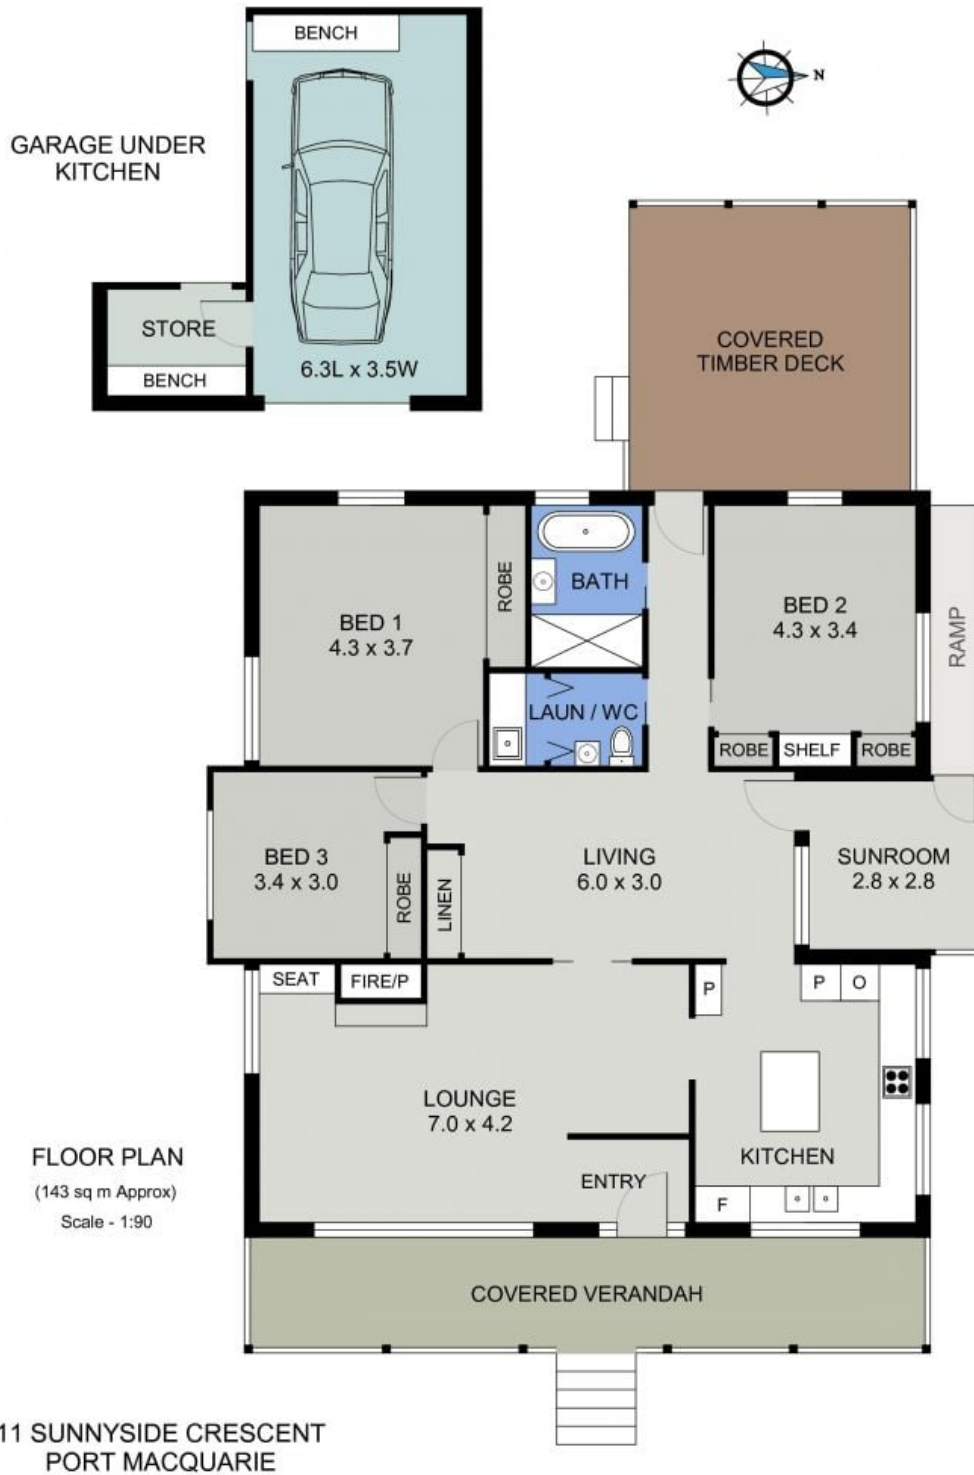 BENCH
N
GARAGE UNDER
KITCHEN
STORE
BENCH
6.3L x 3.5W
COVERED
TIMBER DECK
ROBE
BATH
BED 1
4.3 x 3.7
BED 2
4.3 x 3.4
RAMP
LAUN / WC
ROBE
SHELF
ROBE
BED 3
3.4 x 3.0
ROBE
LINEN
LIVING
6.0 x 3.0
SUNROOM
2.8 x 2.8
SEAT
FIRE/P
P
P
O
LOUNGE
7.0 x 4.2
KITCHEN
ENTRY
F
FLOOR PLAN
(143 sq m Approx)
Scale - 1:90
COVERED VERANDAH
11 SUNNYSIDE CRESCENT
PORT MACQUARIE